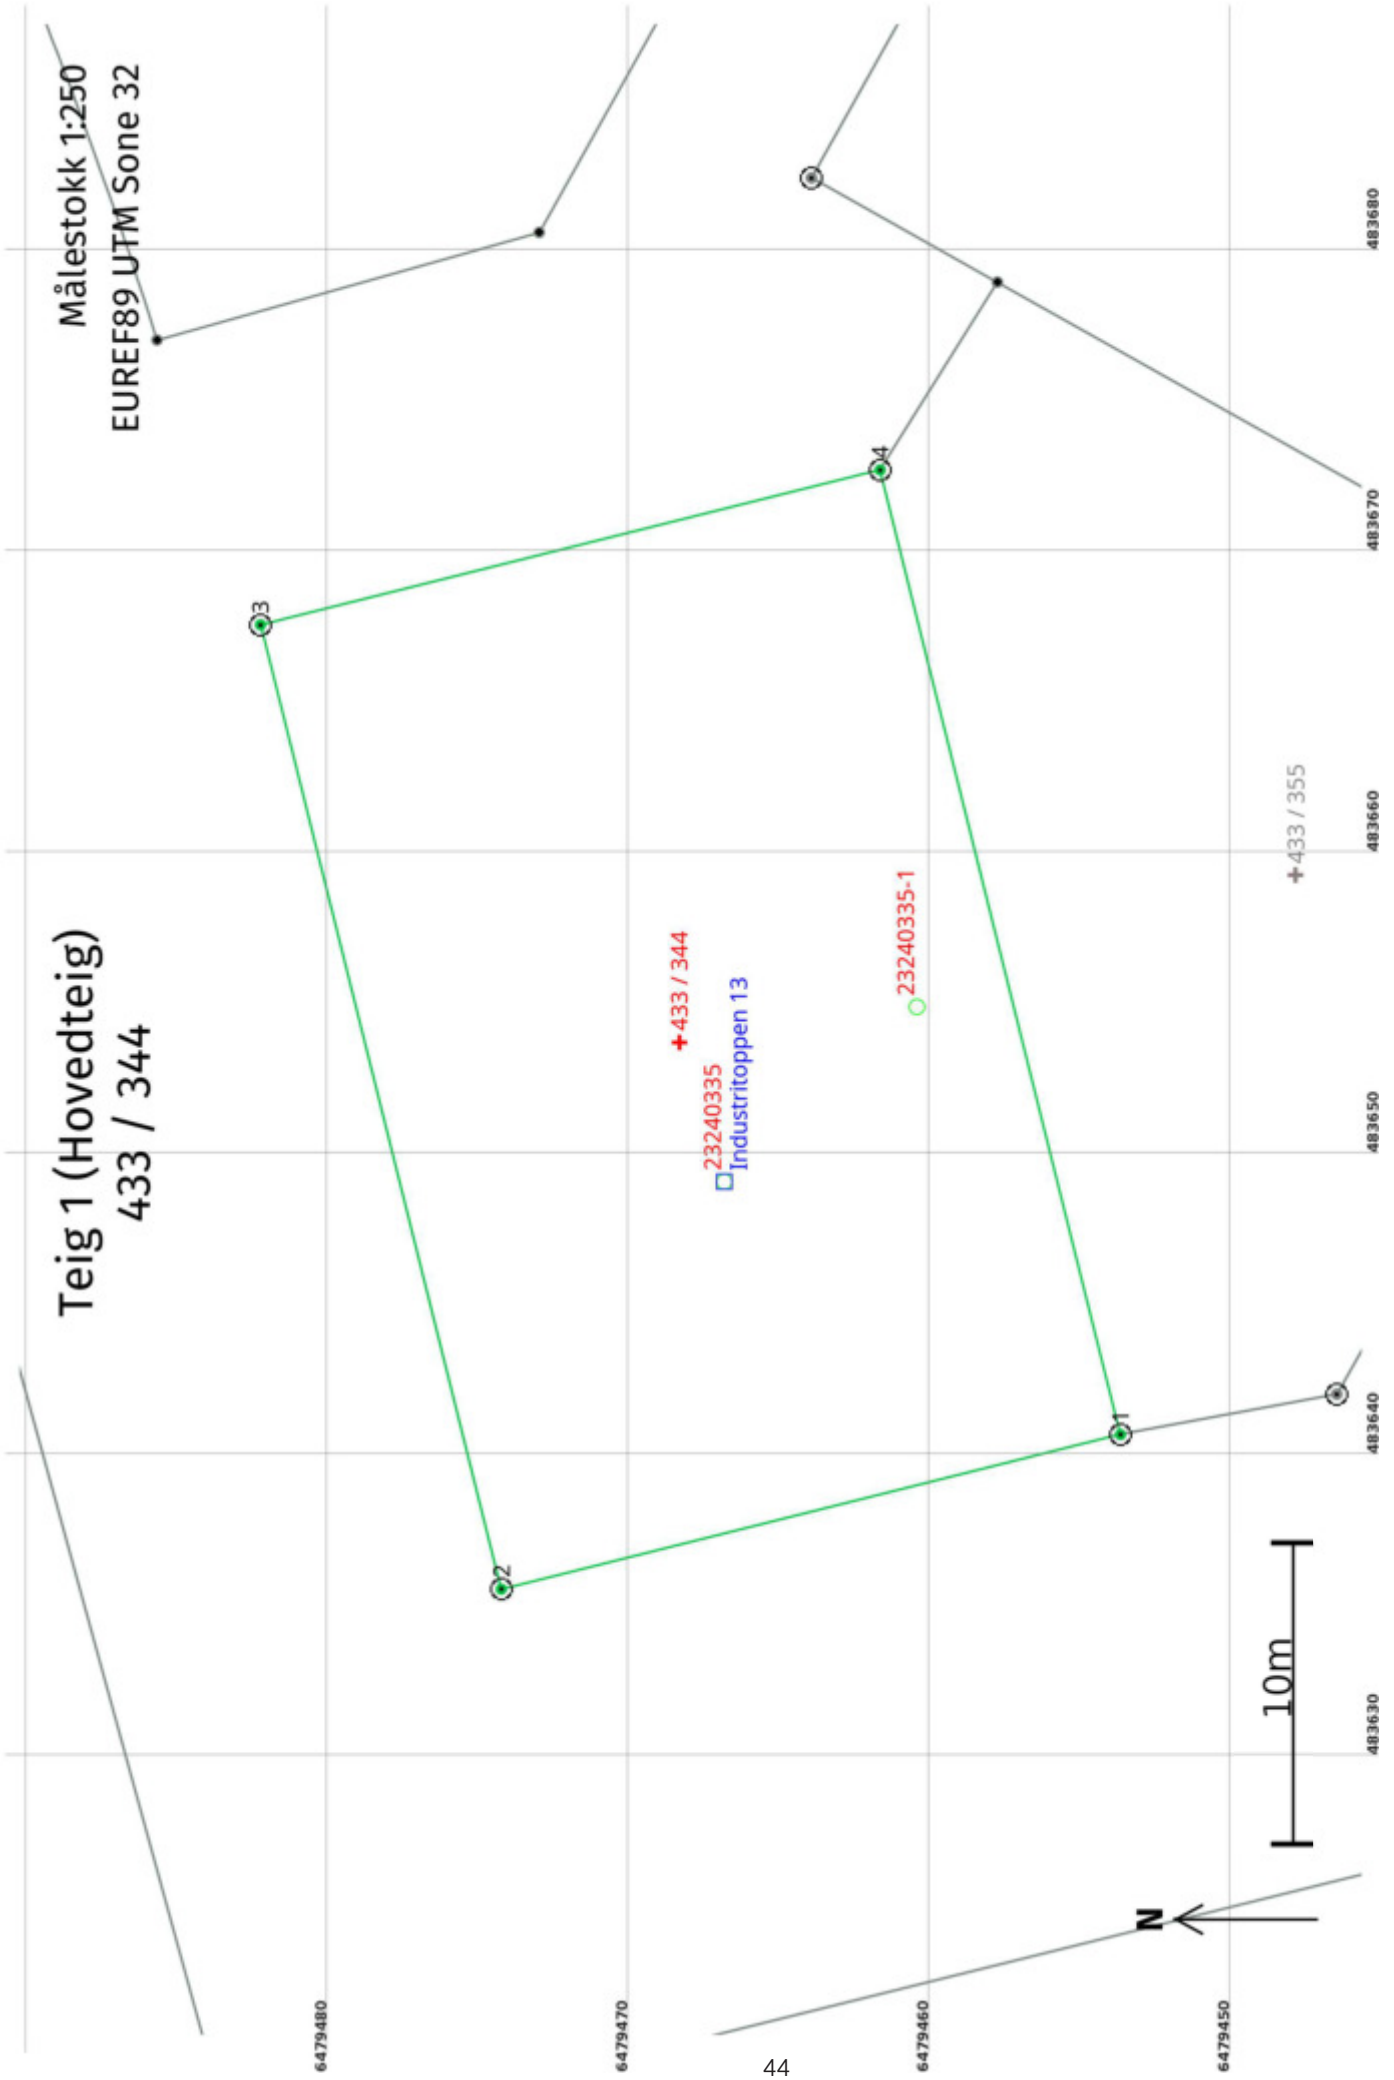 Teig 1 (Hovedteig)
433 / 344
Målestokk 1:250
EUREF89 UTM Sone 32
3
2
4
1
+433 / 344
23240335
Industritoppen 13
23240335-1
+433 / 355
N
10m
6479480
6479470
6479460
6479450
483630
483640
483650
483660
483670
483680
44